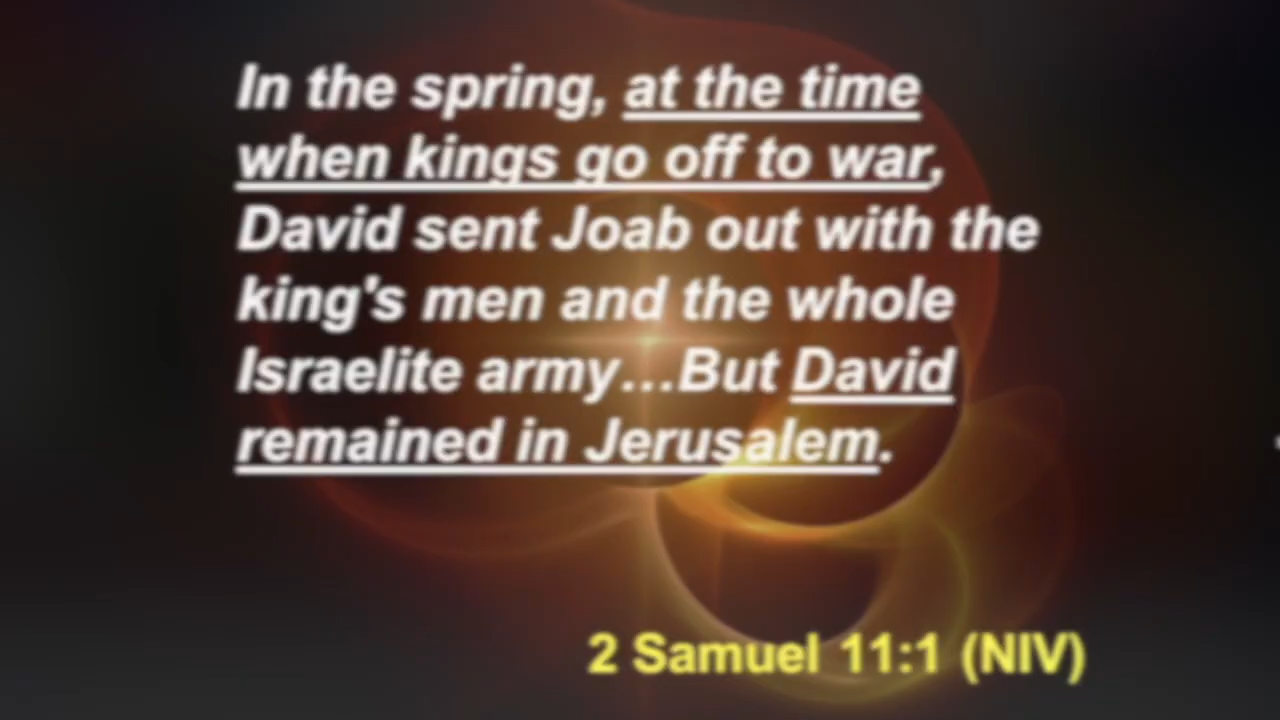 In the spring, at the time
when kings go off to war,
David sent Joab out with the
king's men and the whole
Israelite army…But David
remained in Jerusalem.
2 Samuel 11:1 (NIV)